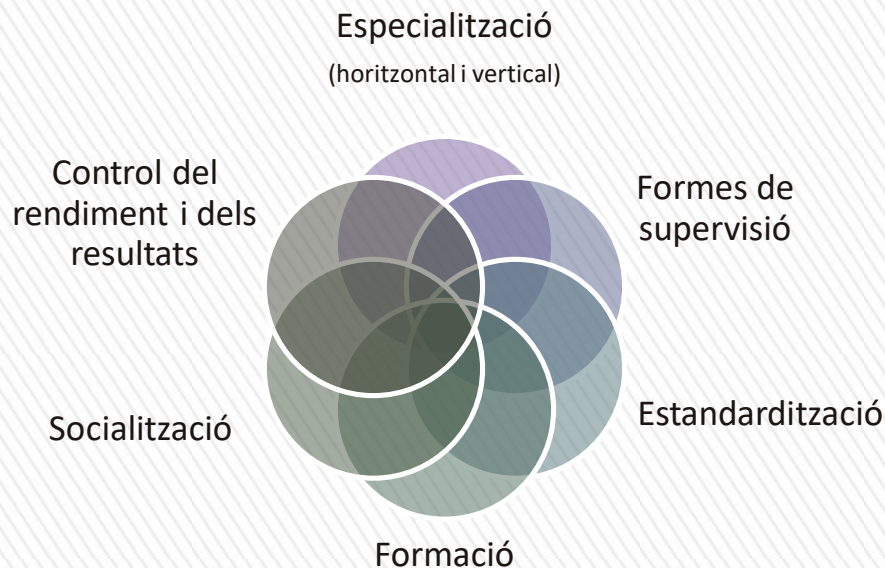 Especialització
(horitzontal i vertical)
Control del
rendiment i dels
resultats
Formes de
supervisió
Socialització
Estandardització
Formació